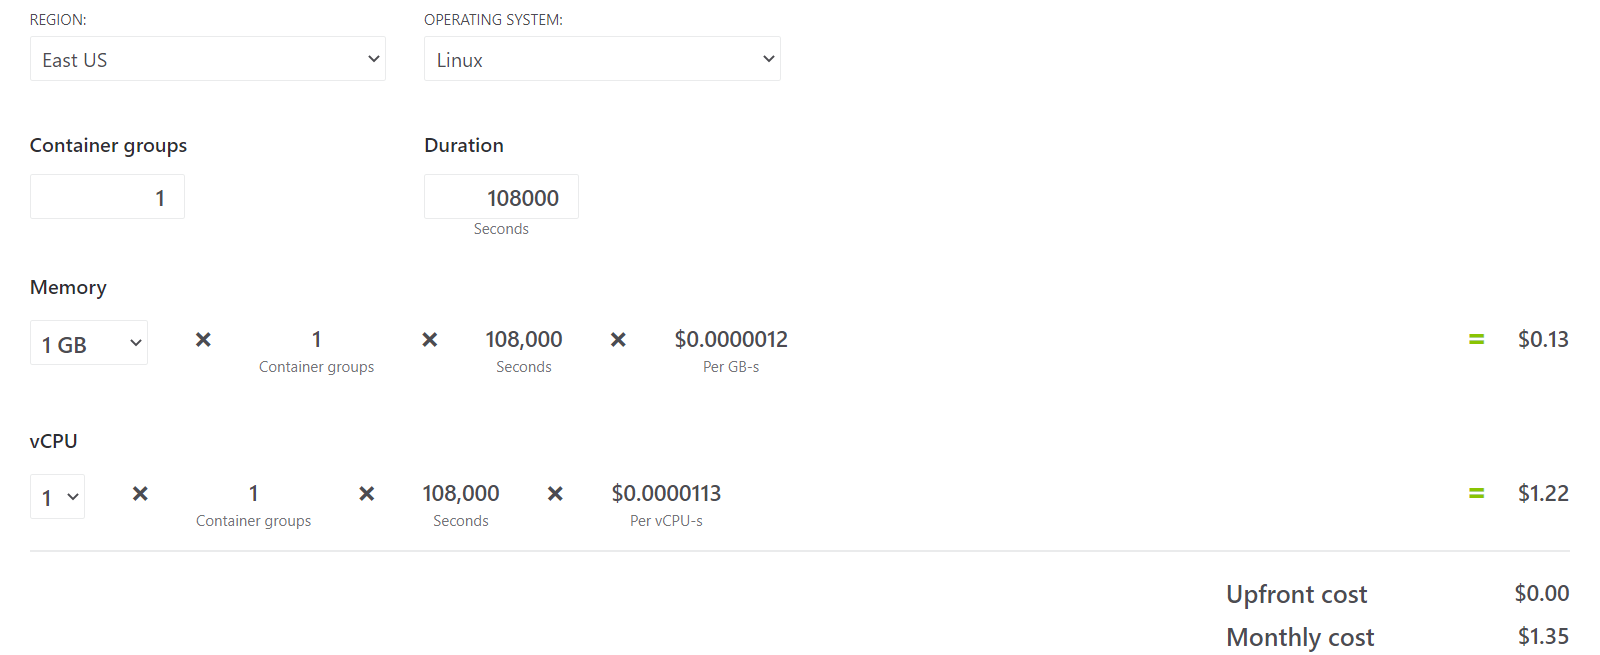 REGION: OPERATING SYSTEM:
East US Linux
Container groups Duration
1 108000
Seconds
Memory
1 GB × 1 × 108,000 × $0.0000012 = $0.13
Container groups Seconds Per GB-s
vCPU
1 × 1 × 108,000 × $0.0000113 = $1.22
Container groups Seconds Per vCPU-s
Upfront cost $0.00
Monthly cost $1.35